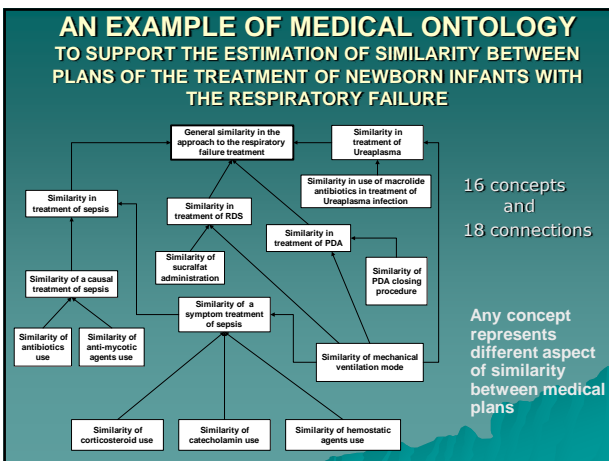 AN EXAMPLE OF MEDICAL ONTOLOGY
TO SUPPORT THE ESTIMATION OF SIMILARITY BETWEEN
PLANS OF THE TREATMENT OF NEWBORN INFANTS WITH
THE RESPIRATORY FAILURE
General similarity in the
approach to the respiratory
failure treatment
Similarity in
treatment of
Ureaplasma
Similarity in use of macrolide
antibiotics in treatment of
Ureaplasma infection
Similarity in
treatment of sepsis
Similarity in
treatment of RDS
Similarity in
treatment of PDA
Similarity of
sucralfat
administration
Similarity of
PDA closing
procedure
Similarity of a causal
treatment of sepsis
Similarity of a
symptom treatment
of sepsis
Similarity of
antibiotics
use
Similarity of
anti-mycotic
agents use
Similarity of mechanical
ventilation mode
Similarity of
corticosteroid use
Similarity of
catecholamin use
Similarity of hemostatic
agents use
16 concepts
and
18 connections
Any concept
represents
different aspect
of similarity
between medical
plans